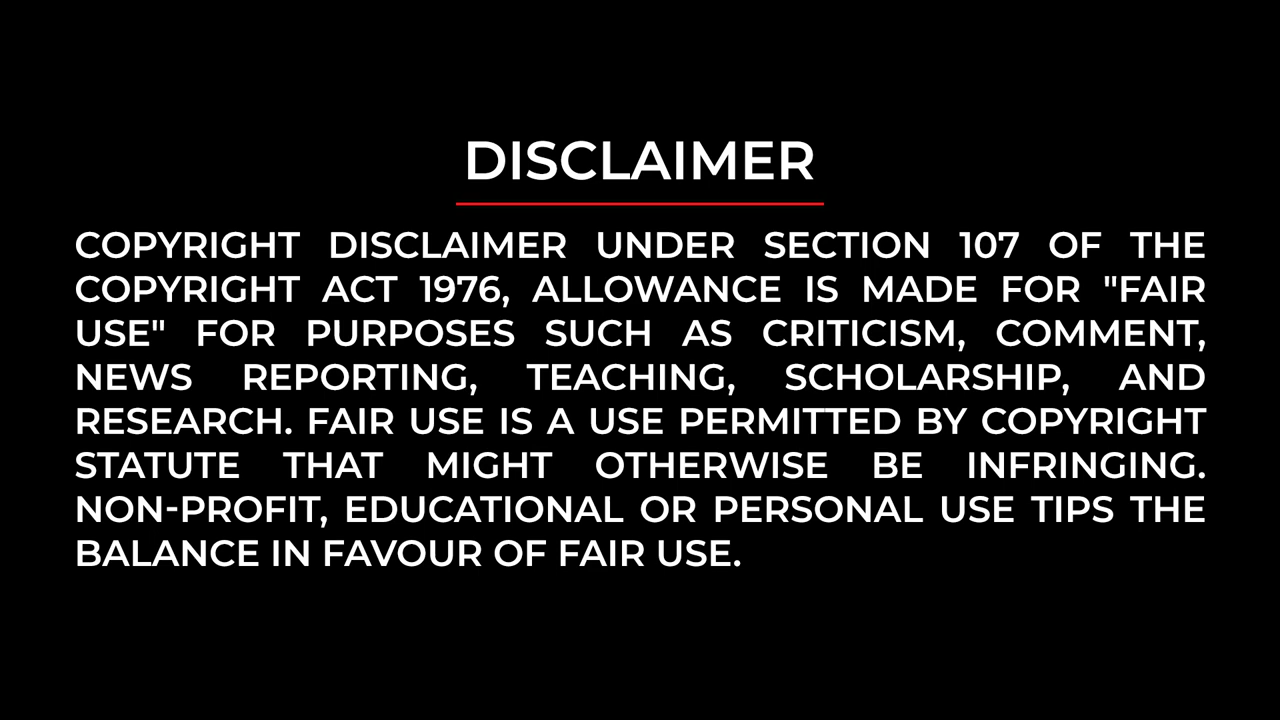 DISCLAIMER
COPYRIGHT DISCLAIMER UNDER SECTION 107 OF THE
COPYRIGHT ACT 1976, ALLOWANCE IS MADE FOR "FAIR
USE" FOR PURPOSES SUCH AS CRITICISM, COMMENT,
NEWS REPORTING, TEACHING, SCHOLARSHIP, AND
RESEARCH. FAIR USE IS A USE PERMITTED BY COPYRIGHT
STATUTE THAT MIGHT OTHERWISE BE INFRINGING.
NON-PROFIT, EDUCATIONAL OR PERSONAL USE TIPS THE
BALANCE IN FAVOUR OF FAIR USE.